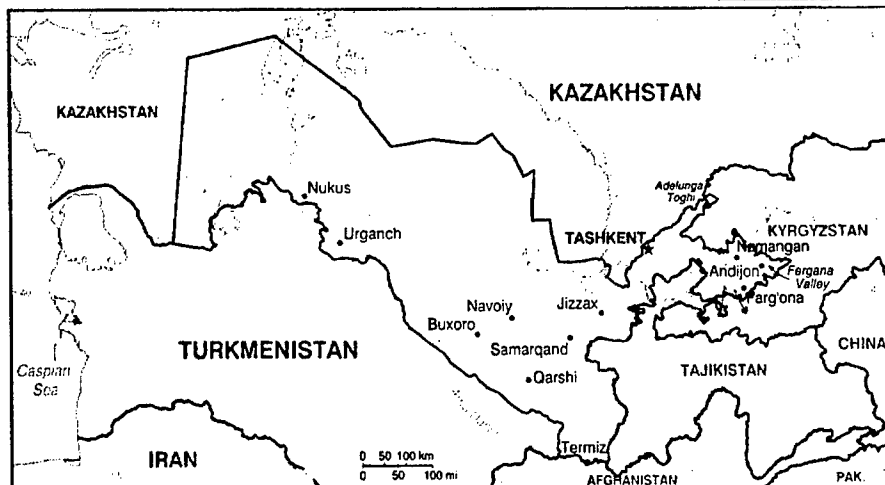 KAZAKHSTAN
KAZAKHSTAN
Adelunga
Toghi
Nukus
KYRGYZSTAN
Urganch
TASHKENT
Namangan
Andijon
Fergana
Valley
Farg'ona
Navoiy
Jizzax
Buxoro
Samarqand
CHINA
TURKMENISTAN
TAJIKISTAN
Caspian
Sea
Qarshi
Termiz
IRAN
0 50 100 km
0 50 100 mi
AFGHANISTAN
PAK.